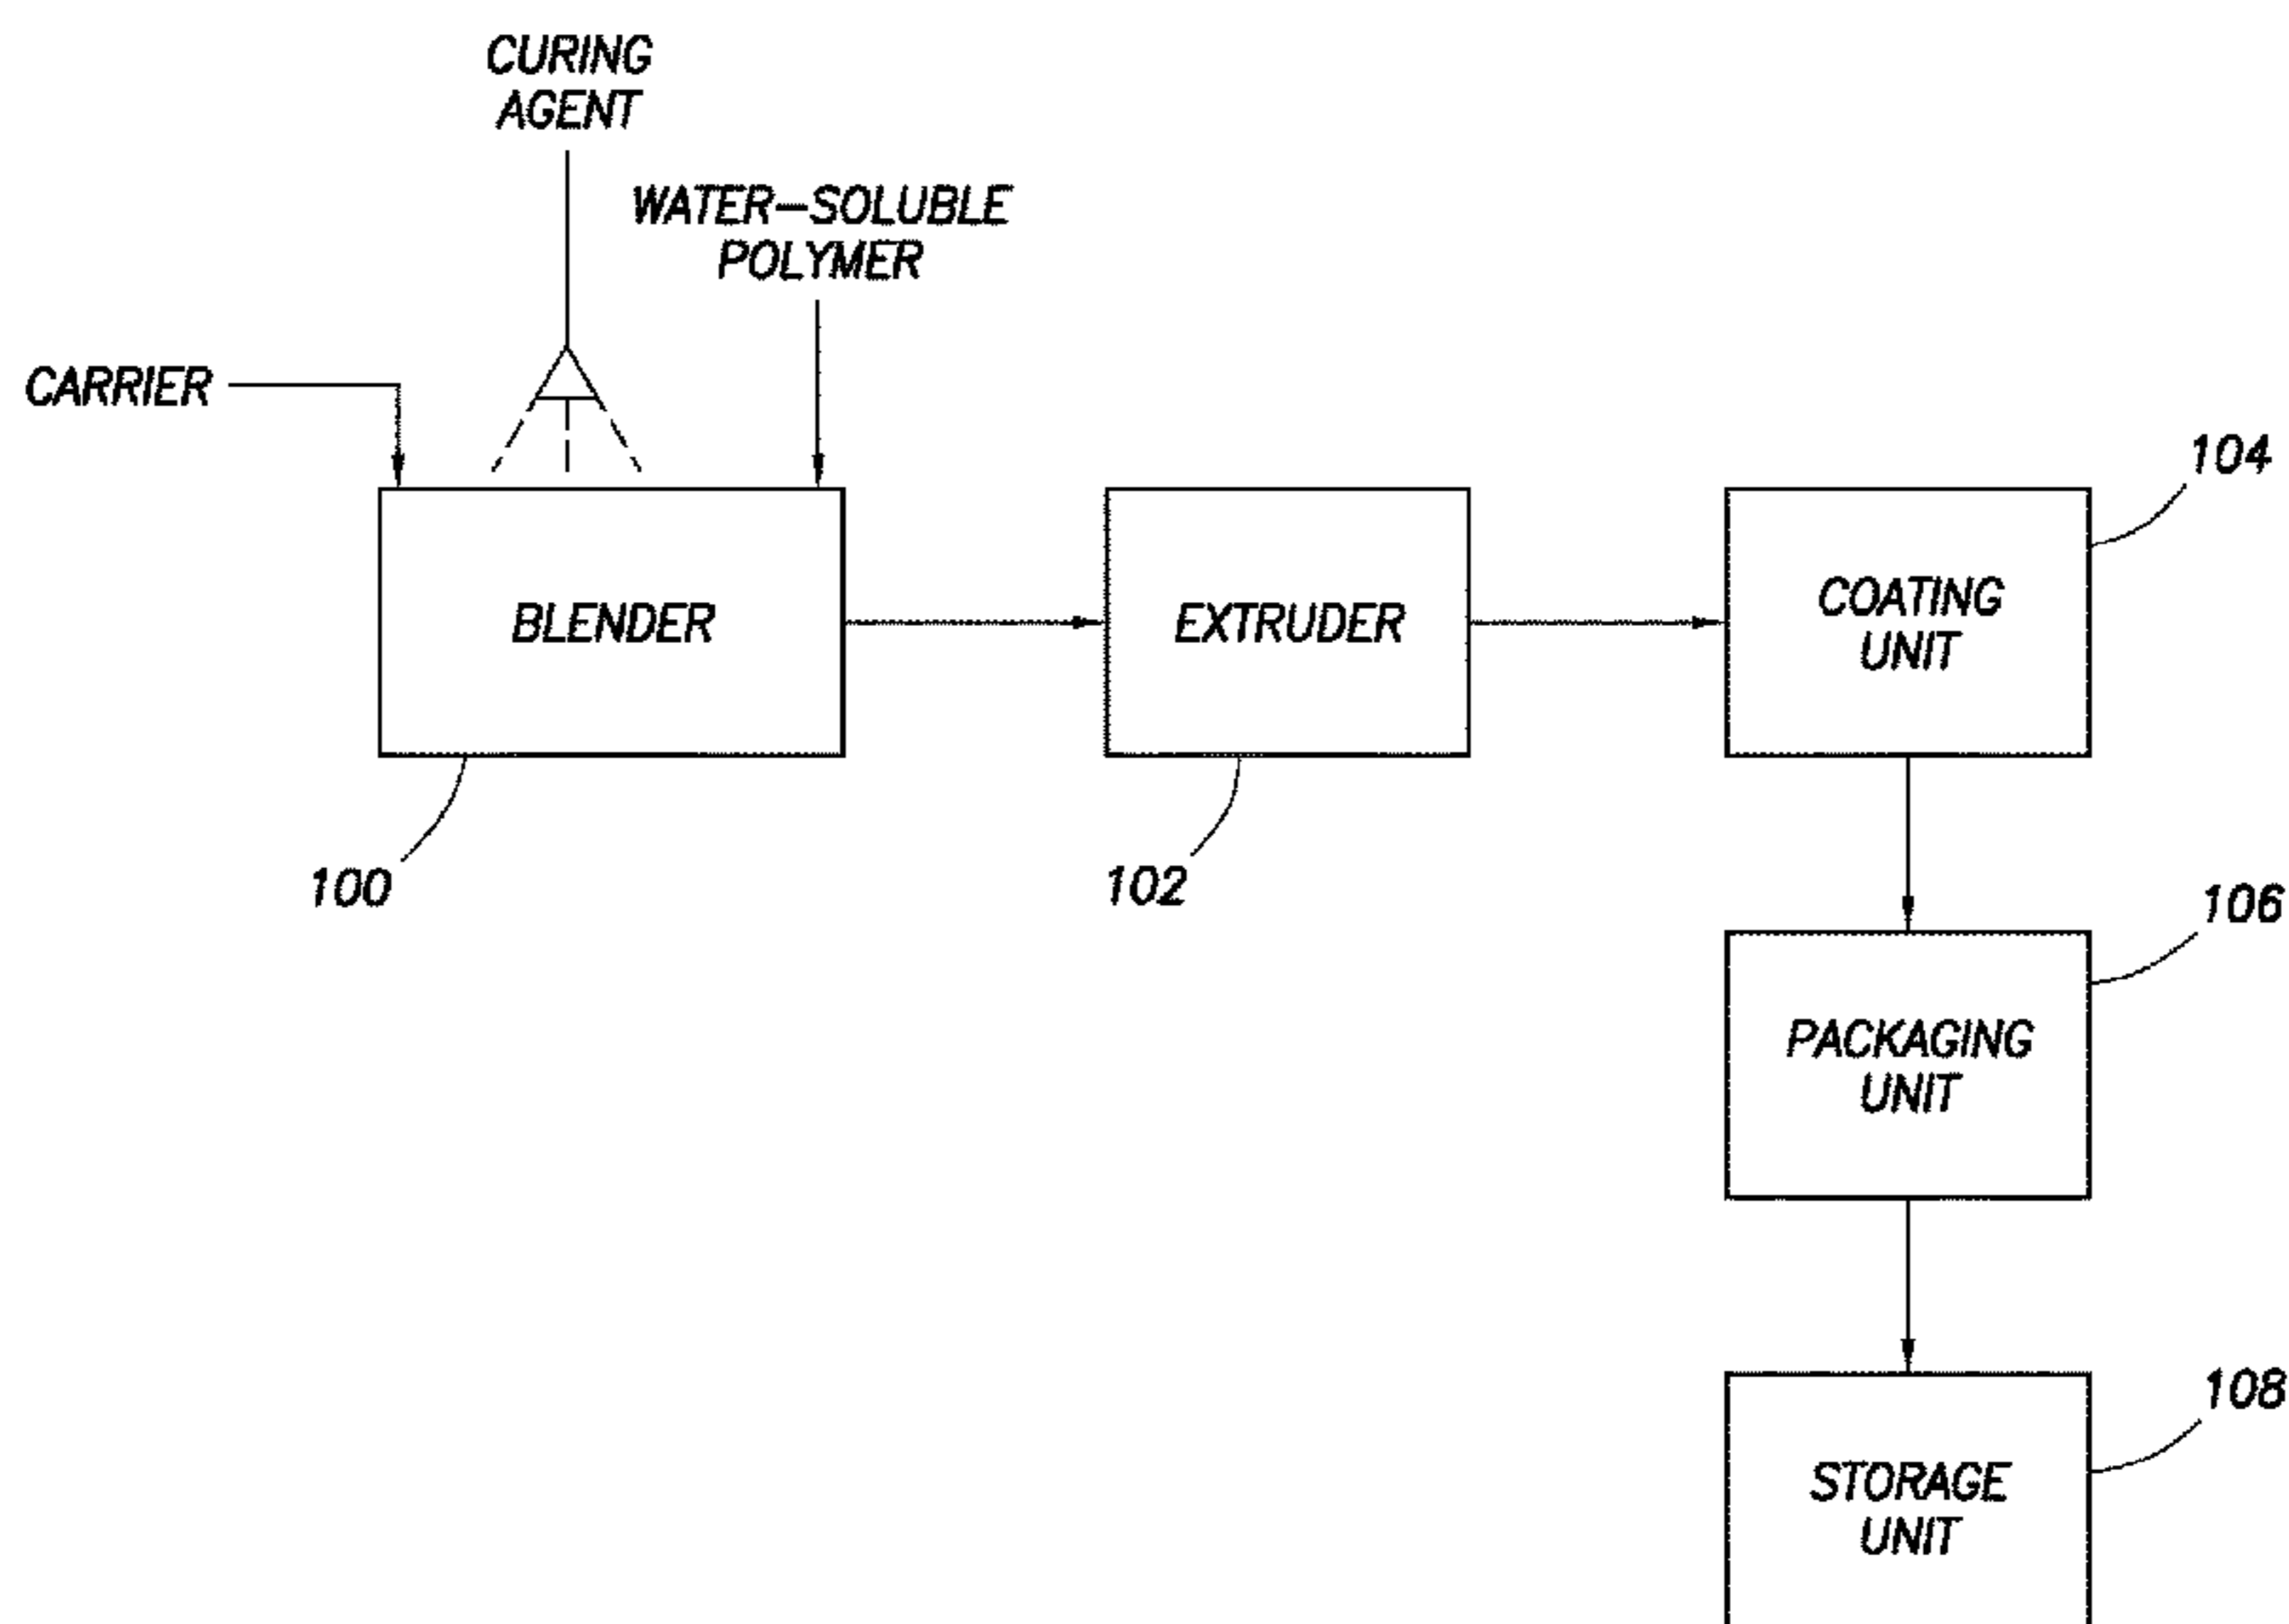 CURING
AGENT
WATER-SOLUBLE
POLYMER
CARRIER
104
BLENDER
EXTRUDER
COATING
UNIT
100
102
106
PACKAGING
UNIT
108
STORAGE
UNIT